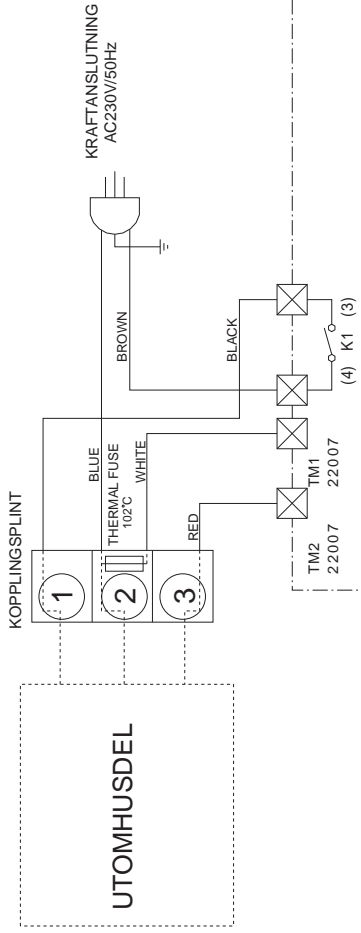 KRAFTANSLUTNING
AC230V/50Hz
KOPPLINGSPLINT
BLUE
BROWN
THERMAL FUSE
102℃
WHITE
BLACK
RED
1
2
3
UTOMHUSDEL
TM2
22007
TM1
22007
(4)
K1
(3)